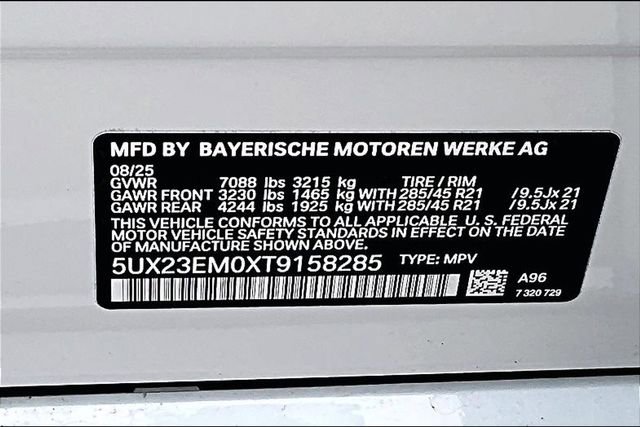 MFD BY BAYERISCHE MOTOREN WERKE AG
08/25
GVWR 7088 lbs 3215 kg TIRE / RIM
GAWR FRONT 3230 lbs 1465 kg WITH 285/45 R21 /9.5Jx 21
GAWR REAR 4244 lbs 1925 kg WITH 285/45 R21 /9.5Jx 21
THIS VEHICLE CONFORMS TO ALL APPLICABLE U. S. FEDERAL
MOTOR VEHICLE SAFETY STANDARDS IN EFFECT ON THE
DATE OF MANUFACTURE SHOWN ABOVE.
5UX23EM0XT9158285 TYPE: MPV
A96
7 320 729